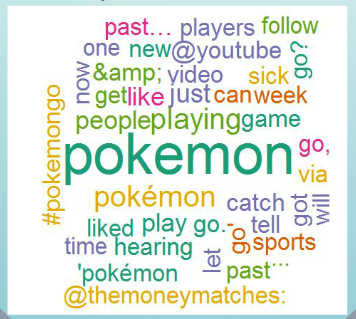 past… players follow
one new @youtube go?
now &amp; video sick
get like just can week
people playing game
pokemon go,
#pokemongo via
pokémon catch got will
liked play go.- tell
time hearing let go sports
'pokémon past…
@themoneymatches: